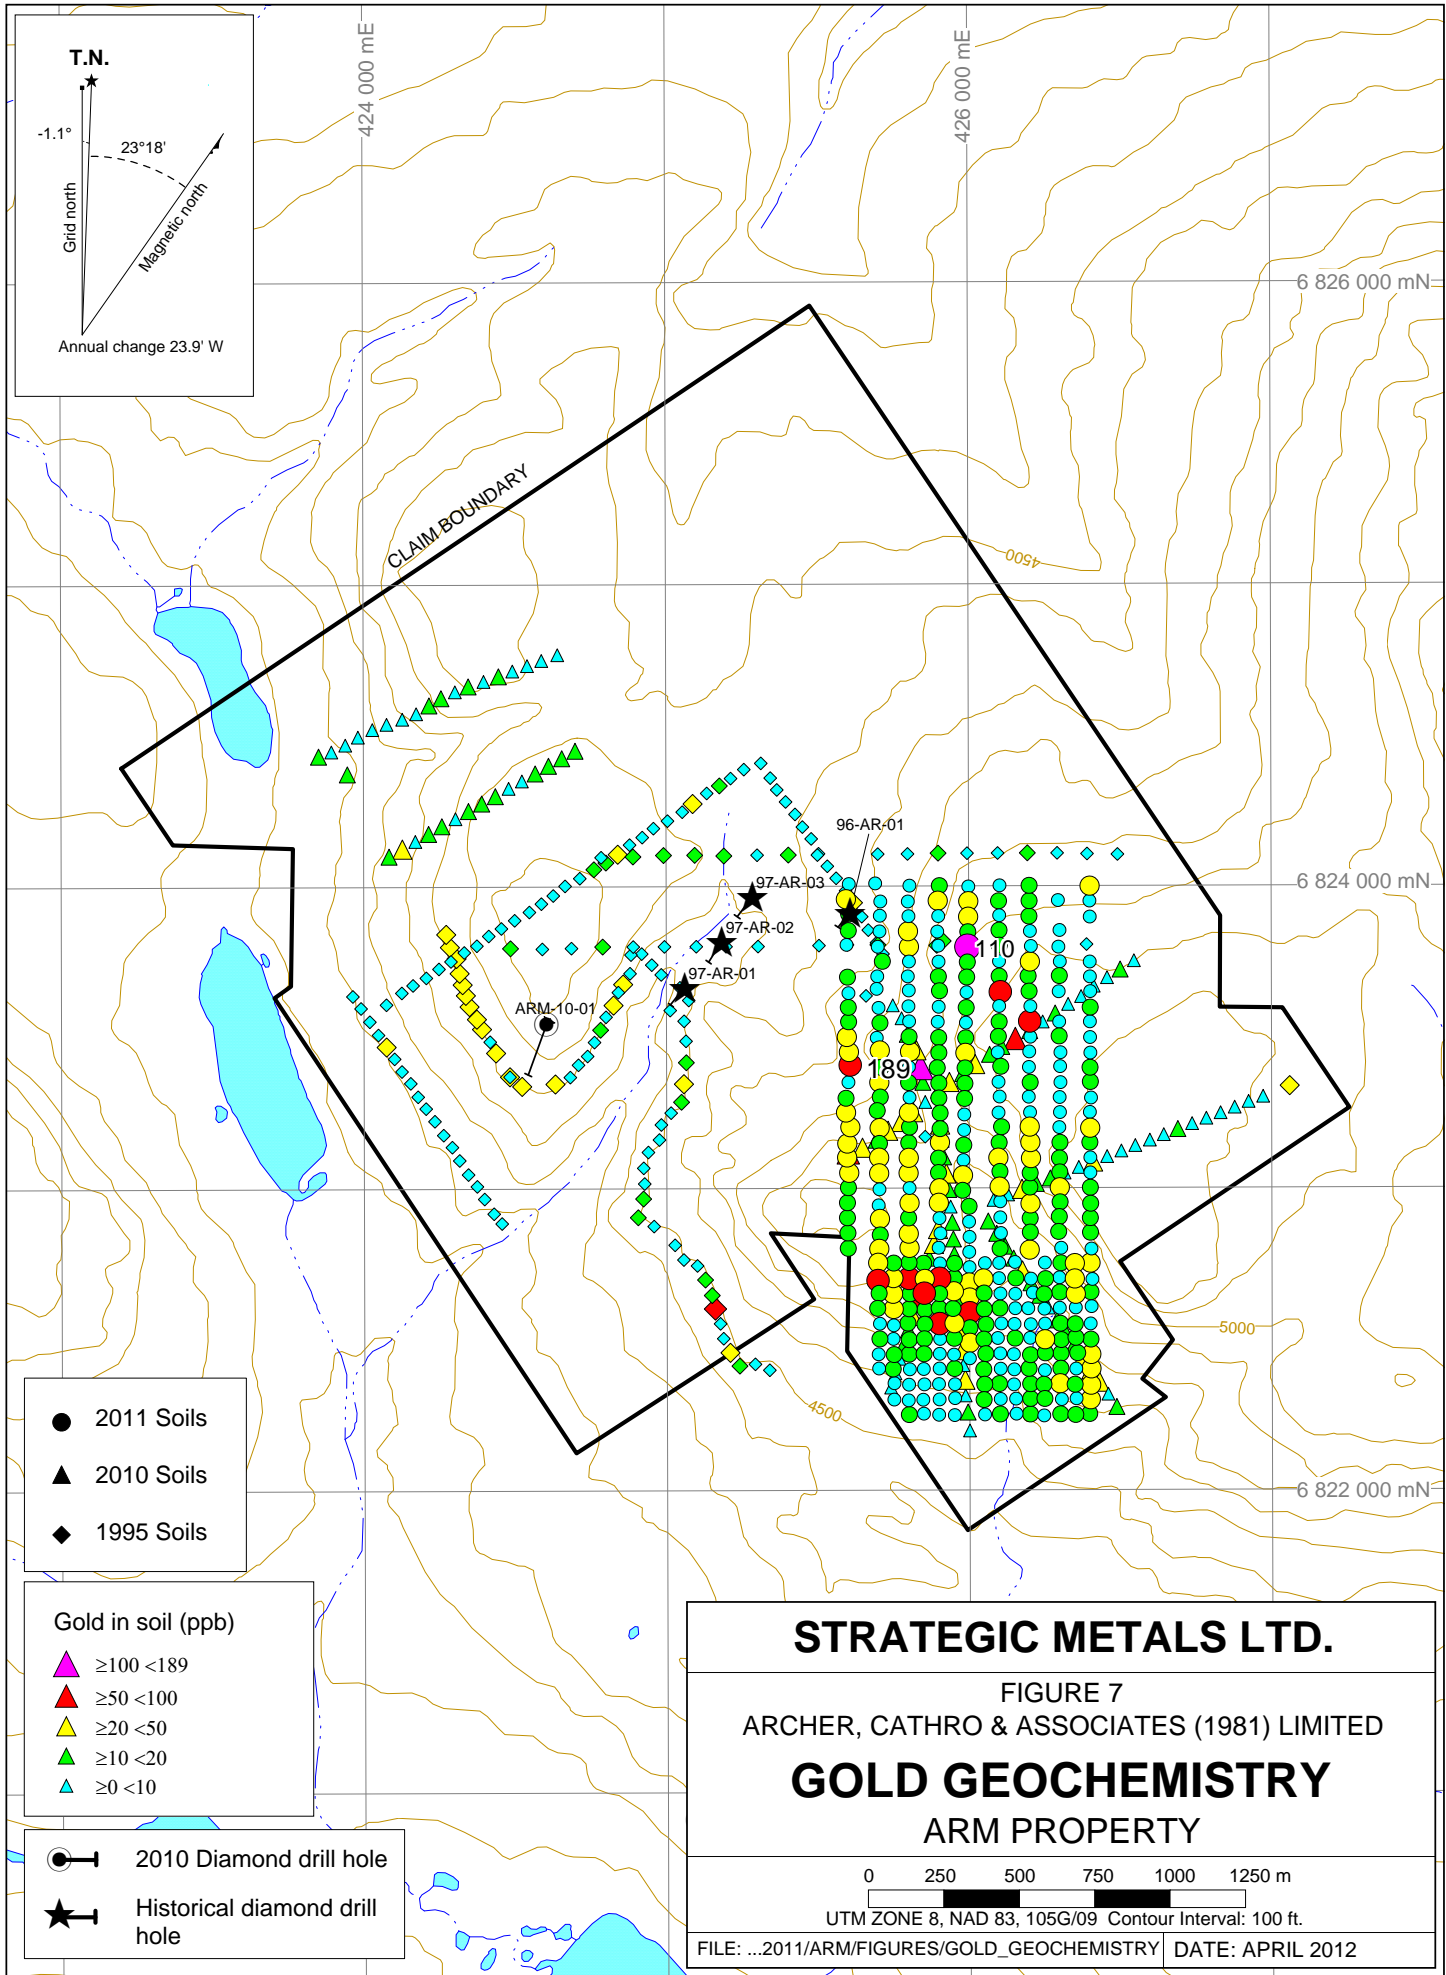 T.N.
-1.1°
23°18'
Grid north
Magnetic north
Annual change 23.9' W
424 000 mE
426 000 mE
6 826 000 mN
CLAIM BOUNDARY
4500
96-AR-01
97-AR-03
6 824 000 mN
97-AR-02
110
97-AR-01
ARM-10-01
189
5000
4500
6 822 000 mN
2011 Soils
2010 Soils
1995 Soils
Gold in soil (ppb)
≥100 <189
≥50 <100
≥20 <50
≥10 <20
≥0 <10
2010 Diamond drill hole
Historical diamond drill
hole
STRATEGIC METALS LTD.
FIGURE 7
ARCHER, CATHRO & ASSOCIATES (1981) LIMITED
GOLD GEOCHEMISTRY
ARM PROPERTY
0 250 500 750 1000 1250 m
UTM ZONE 8, NAD 83, 105G/09 Contour Interval: 100 ft.
FILE: ...2011/ARM/FIGURES/GOLD_GEOCHEMISTRY
DATE: APRIL 2012